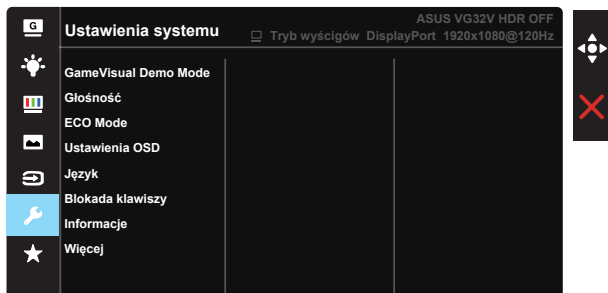 G
Ustawienia systemu
ASUS VG32V HDR OFF
Tryb wyścigów DisplayPort 1920x1080@120Hz
GameVisual Demo Mode
Głośność
ECO Mode
Ustawienia OSD
Język
Blokada klawiszy
Informacje
Więcej